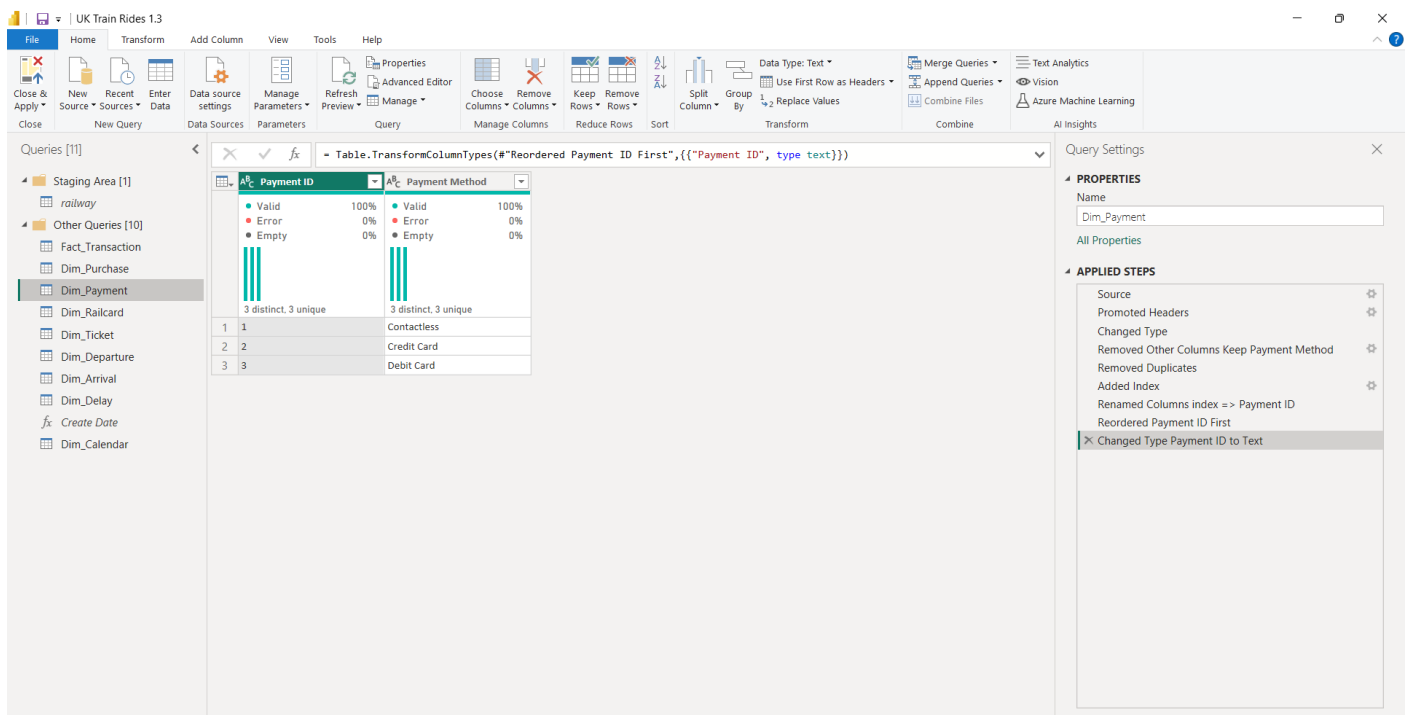 UK Train Rides 1.3
File Home Transform Add Column View Tools Help
Close & Apply
New Source
Recent Sources
Enter Data
Data source settings
Manage Parameters
Refresh Preview
Properties
Advanced Editor
Manage
Choose Columns
Remove Columns
Keep Rows
Remove Rows
Split Column
Group By
Data Type: Text
Use First Row as Headers
Replace Values
Merge Queries
Append Queries
Combine Files
Text Analytics
Vision
Azure Machine Learning
Close New Query Data Sources Parameters Query Manage Columns Reduce Rows Sort Transform Combine AI Insights
Queries [11]
Staging Area [1]
railway
Other Queries [10]
Fact_Transaction
Dim_Purchase
Dim_Payment
Dim_Railcard
Dim_Ticket
Dim_Departure
Dim_Arrival
Dim_Delay
fx Create Date
Dim_Calendar
fx = Table.TransformColumnTypes(#"Reordered Payment ID First",{{"Payment ID", type text}})
ABC Payment ID ABC Payment Method
Valid 100% Valid 100%
Error 0% Error 0%
Empty 0% Empty 0%
3 distinct, 3 unique 3 distinct, 3 unique
1 1 Contactless
2 2 Credit Card
3 3 Debit Card
Query Settings
PROPERTIES
Name
Dim_Payment
All Properties
APPLIED STEPS
Source
Promoted Headers
Changed Type
Removed Other Columns Keep Payment Method
Removed Duplicates
Added Index
Renamed Columns index => Payment ID
Reordered Payment ID First
Changed Type Payment ID to Text